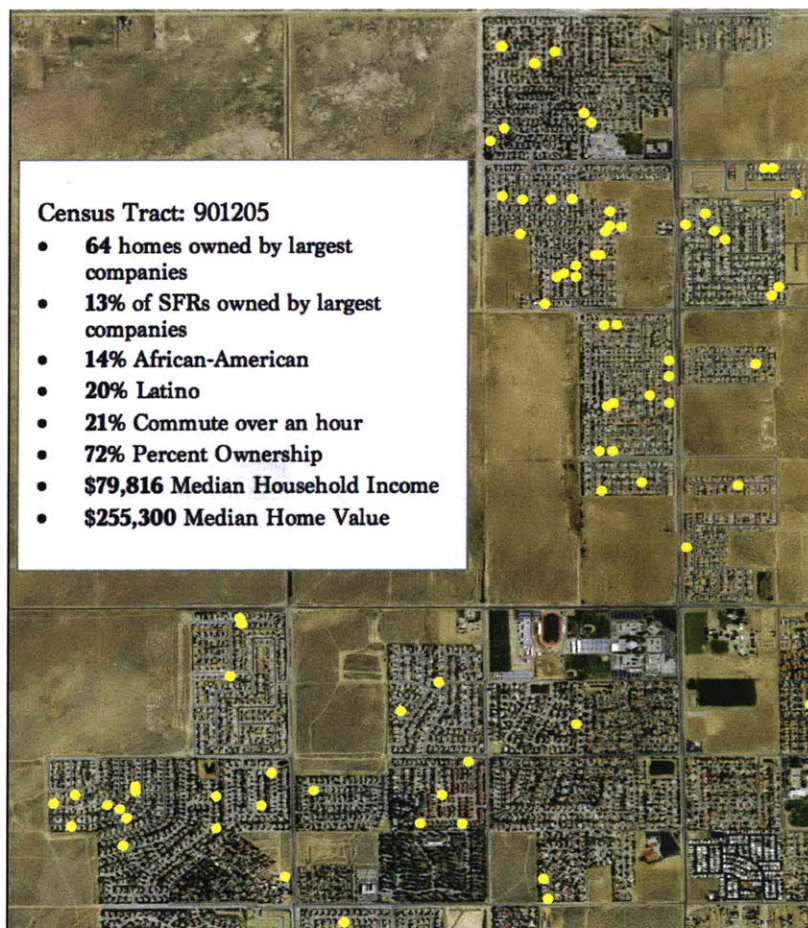 Census Tract: 901205
• 64 homes owned by largest
companies
• 13% of SFRs owned by largest
companies
• 14% African-American
• 20% Latino
• 21% Commute over an hour
• 72% Percent Ownership
• $79,816 Median Household Income
• $255,300 Median Home Value